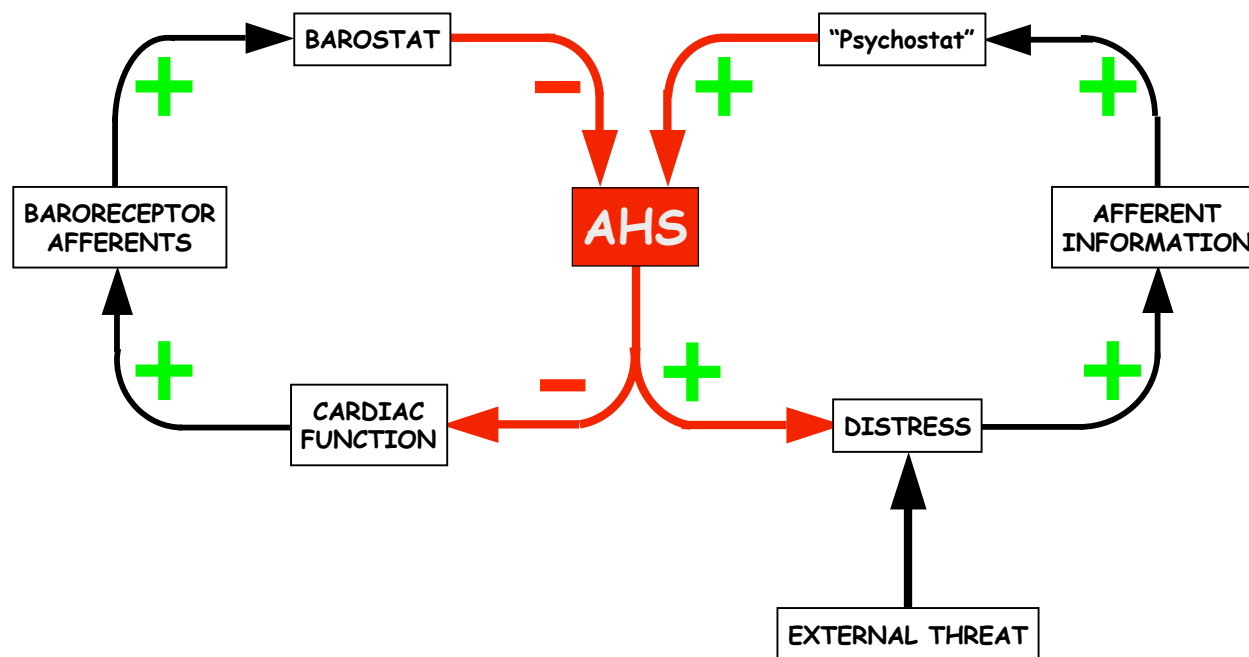 BAROSTAT
“Psychostat”
+
−
+
+
BARORECEPTOR
AFFERENTS
AHS
AFFERENT
INFORMATION
+
−
+
+
CARDIAC
FUNCTION
DISTRESS
EXTERNAL THREAT